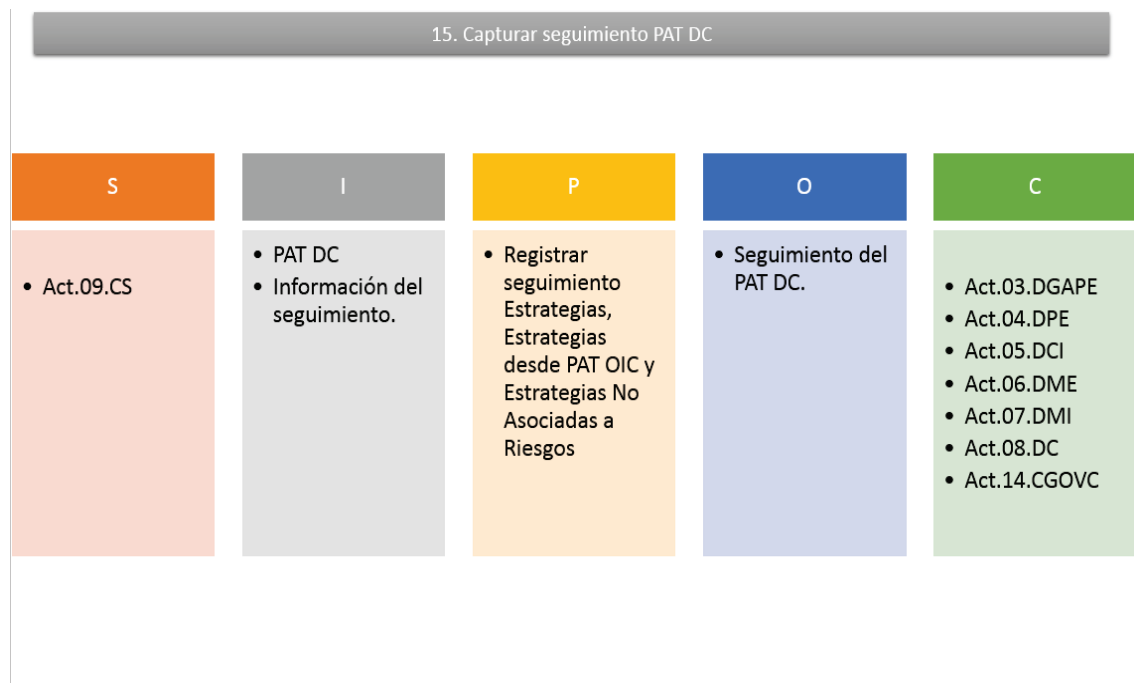 15. Capturar seguimiento PAT DC
S
• Act.09.CS
I
• PAT DC
• Información del
seguimiento.
P
• Registrar
seguimiento
Estrategias,
Estrategias
desde PAT OIC y
Estrategias No
Asociadas a
Riesgos
O
• Seguimiento del
PAT DC.
C
• Act.03.DGAPE
• Act.04.DPE
• Act.05.DCI
• Act.06.DME
• Act.07.DMI
• Act.08.DC
• Act.14.CGOVC